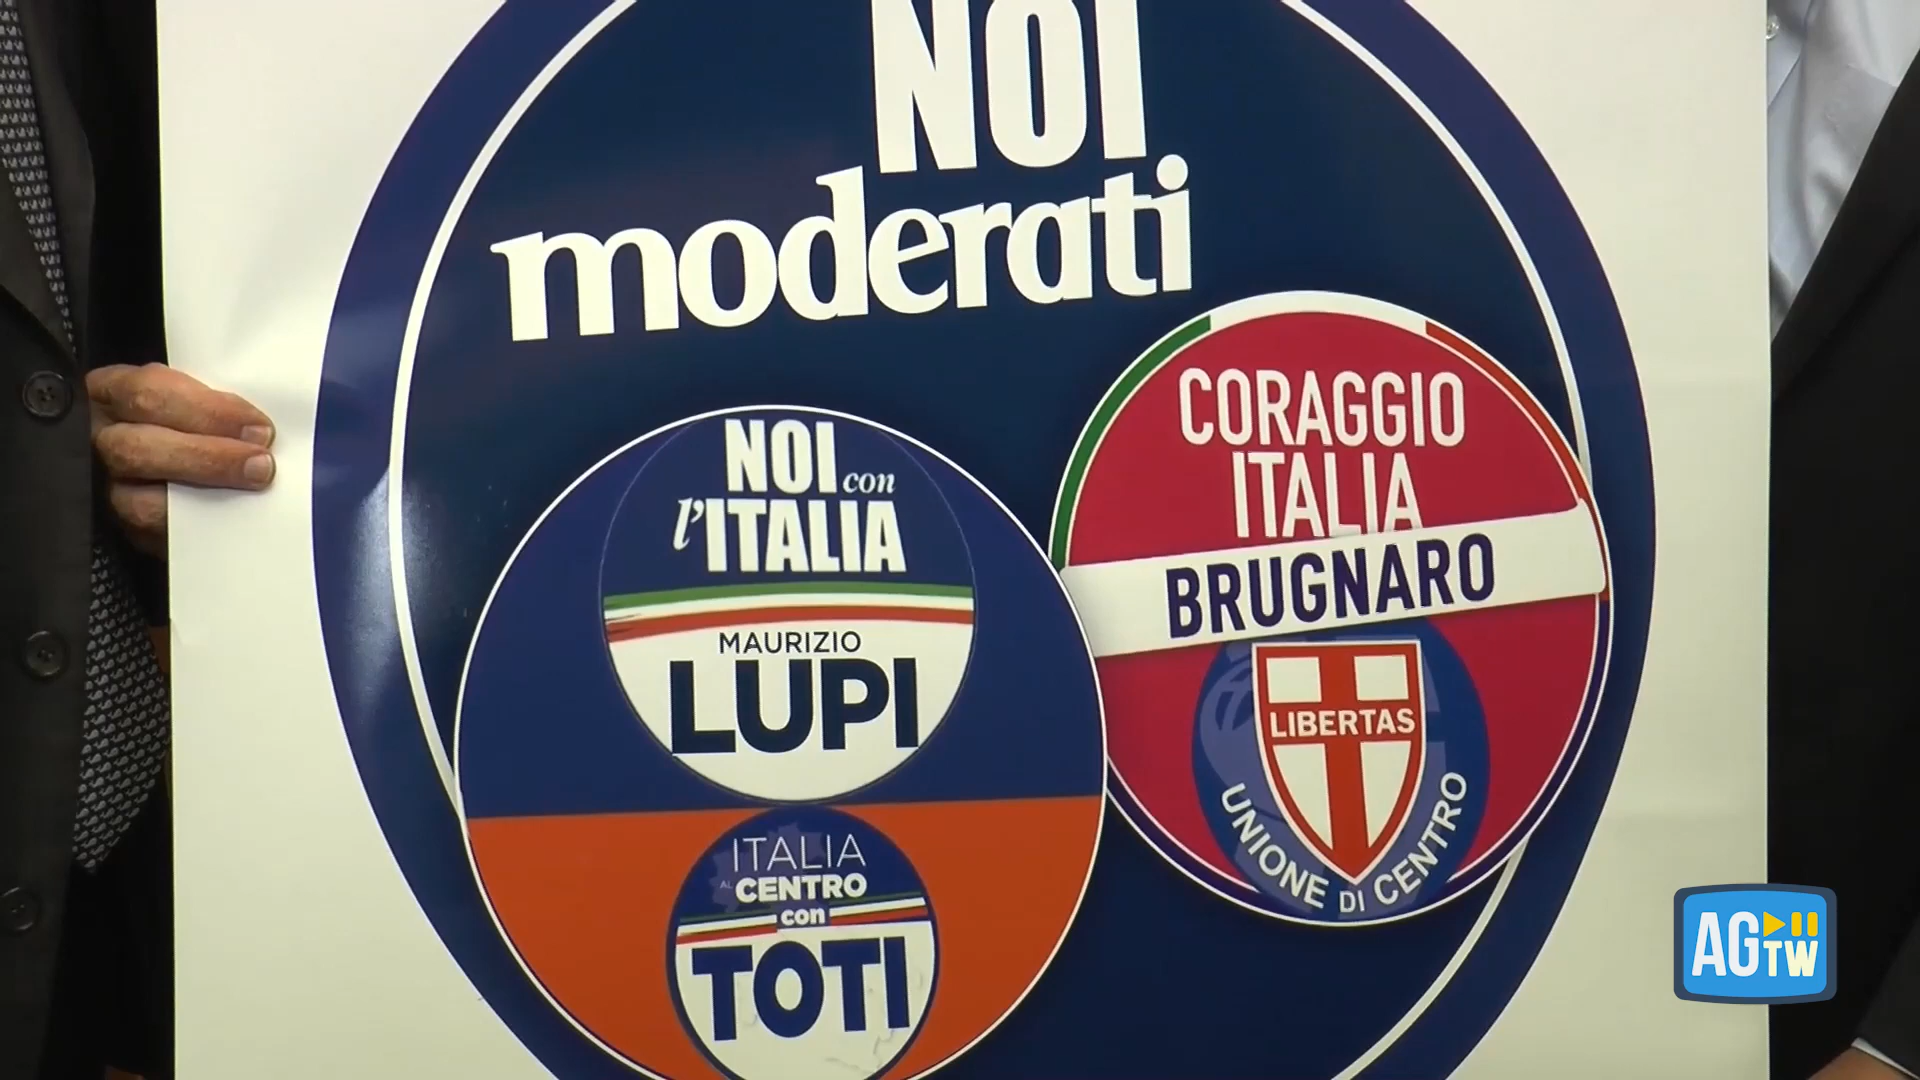 NOI
moderati
NOI con
l'ITALIA
MAURIZIO
LUPI
ITALIA
AL CENTRO
con
TOTI
CORAGGIO
ITALIA
BRUGNARO
LIBERTAS
UNIONE DI CENTRO
AG
TW